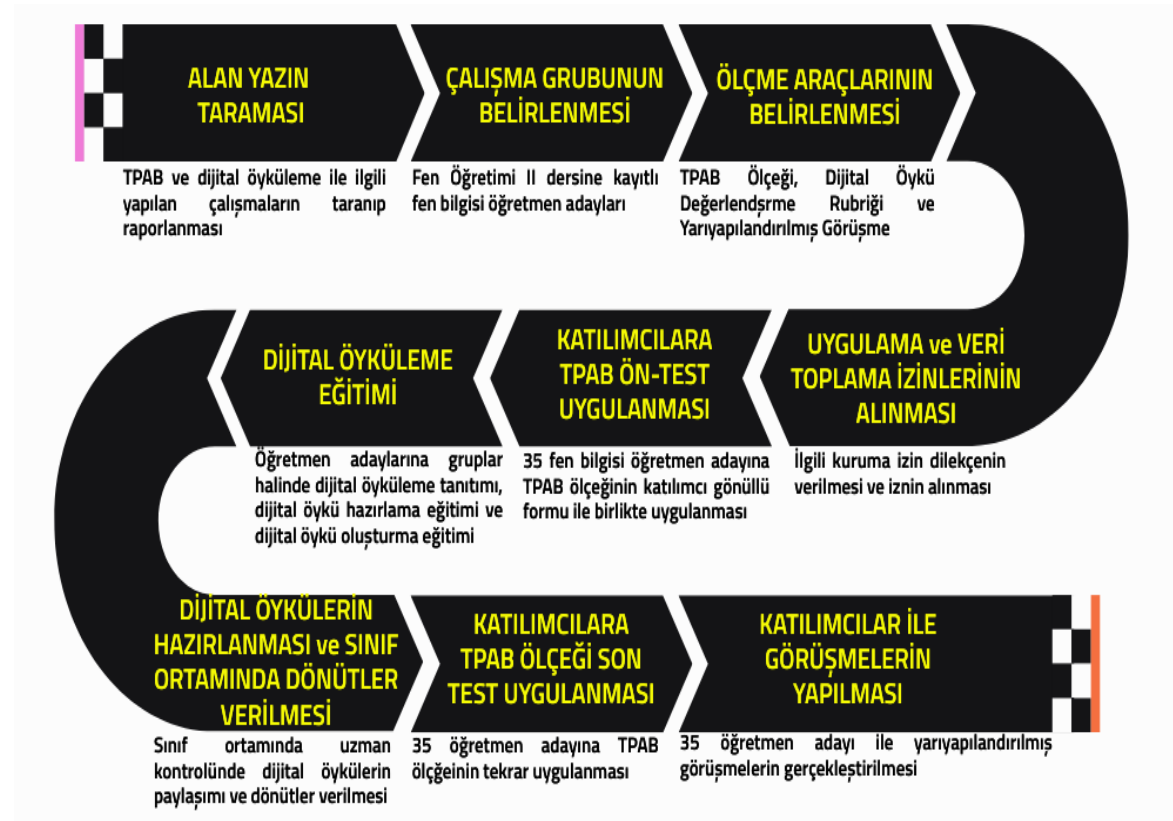 ALAN YAZIN
TARAMASI
TPAB ve dijital öyküleme ile ilgili
yapılan çalışmaların taranıp
raporlanması
ÇALIŞMA GRUBUNUN
BELİRLENMESİ
Fen Öğretimi II dersine kayıtlı
fen bilgisi öğretmen adayları
ÖLÇME ARAÇLARININ
BELİRLENMESİ
TPAB Ölçeği, Dijital Öykü
Değerlendşrme Rubriği ve
Yarıyapılandırılmış Görüşme
UYGULAMA ve VERİ
TOPLAMA İZİNLERİNİN
ALINMASI
İlgili kuruma izin dilekçenin
verilmesi ve iznin alınması
KATILIMCILARA
TPAB ÖN-TEST
UYGULANMASI
35 fen bilgisi öğretmen adayına
TPAB ölçeğinin katılımcı gönüllü
formu ile birlikte uygulanması
DİJİTAL ÖYKÜLEME
EĞİTİMİ
Öğretmen adaylarına gruplar
halinde dijital öyküleme tanıtımı,
dijital öykü hazırlama eğitimi ve
dijital öykü oluşturma eğitimi
DİJİTAL ÖYKÜLERİN
HAZIRLANMASI ve SINIF
ORTAMINDA DÖNÜTLER
VERİLMESİ
Sınıf ortamında uzman
kontrolünde dijital öykülerin
paylaşımı ve dönütler verilmesi
KATILIMCILARA
TPAB ÖLÇEĞİ SON
TEST UYGULANMASI
35 öğretmen adayına TPAB
ölçğeinin tekrar uygulanması
KATILIMCILAR İLE
GÖRÜŞMELERİN
YAPILMASI
35 öğretmen adayı ile yarıyapılandırılmış
görüşmelerin gerçekleştirilmesi